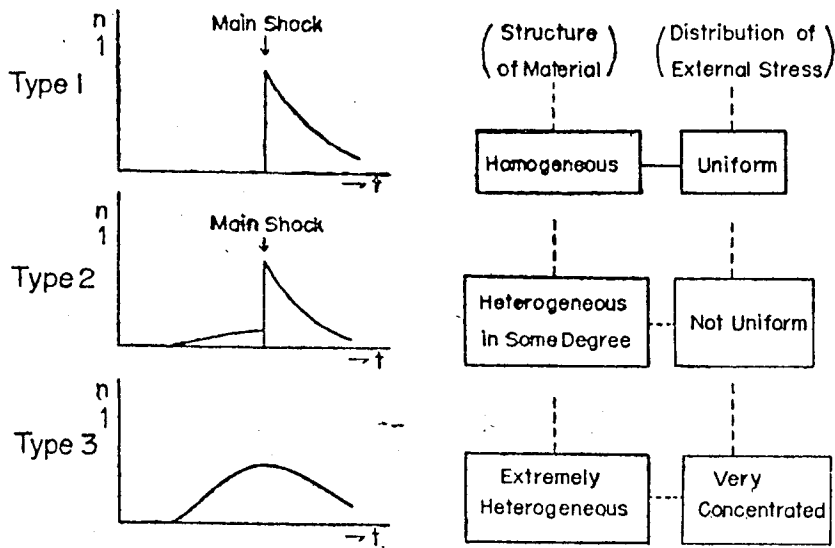 n
1
Main Shock
Type 1
→ t
n
1
Main Shock
Type 2
→ t
n
1
Type 3
→ t
(Structure of Material)
(Distribution of External Stress)
Homogeneous
Uniform
Heterogeneous
in Some Degree
Not Uniform
Extremely
Heterogeneous
Very
Concentrated